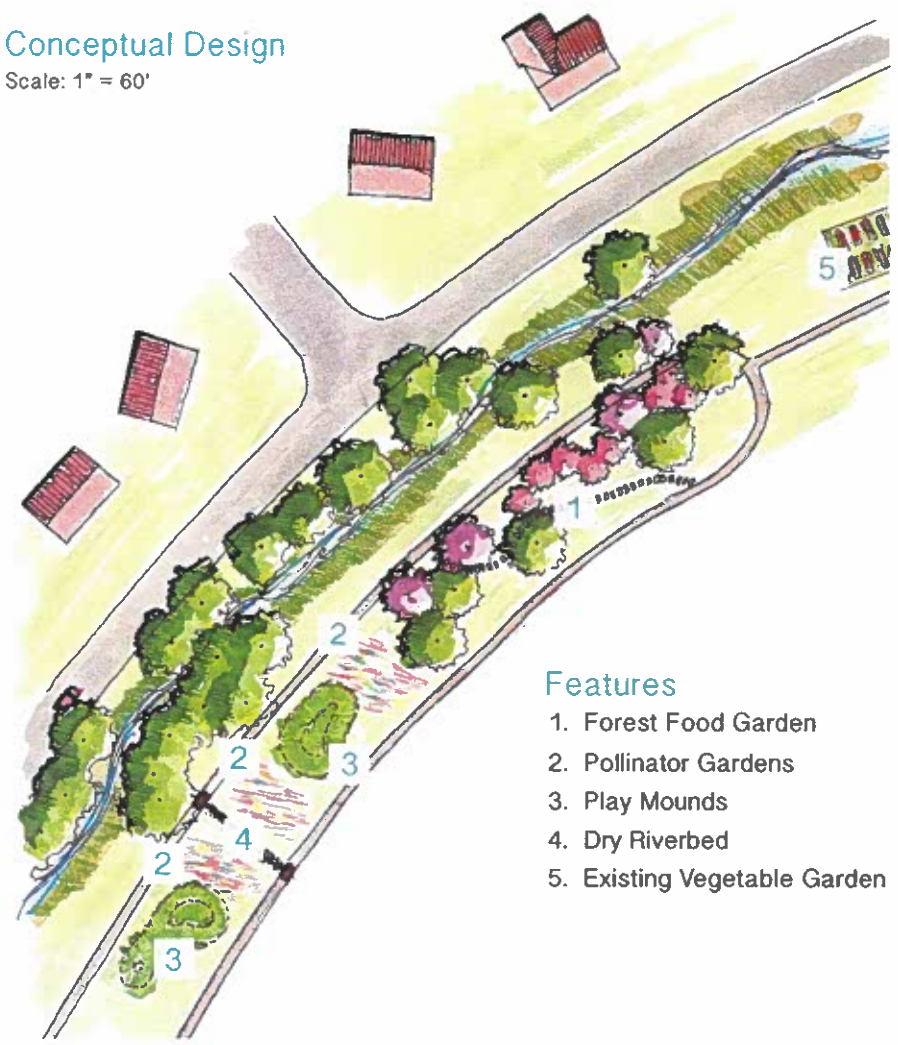 Conceptual Design
Scale: 1" = 60'
5
1
2
2
3
4
2
3
Features
1. Forest Food Garden
2. Pollinator Gardens
3. Play Mounds
4. Dry Riverbed
5. Existing Vegetable Garden